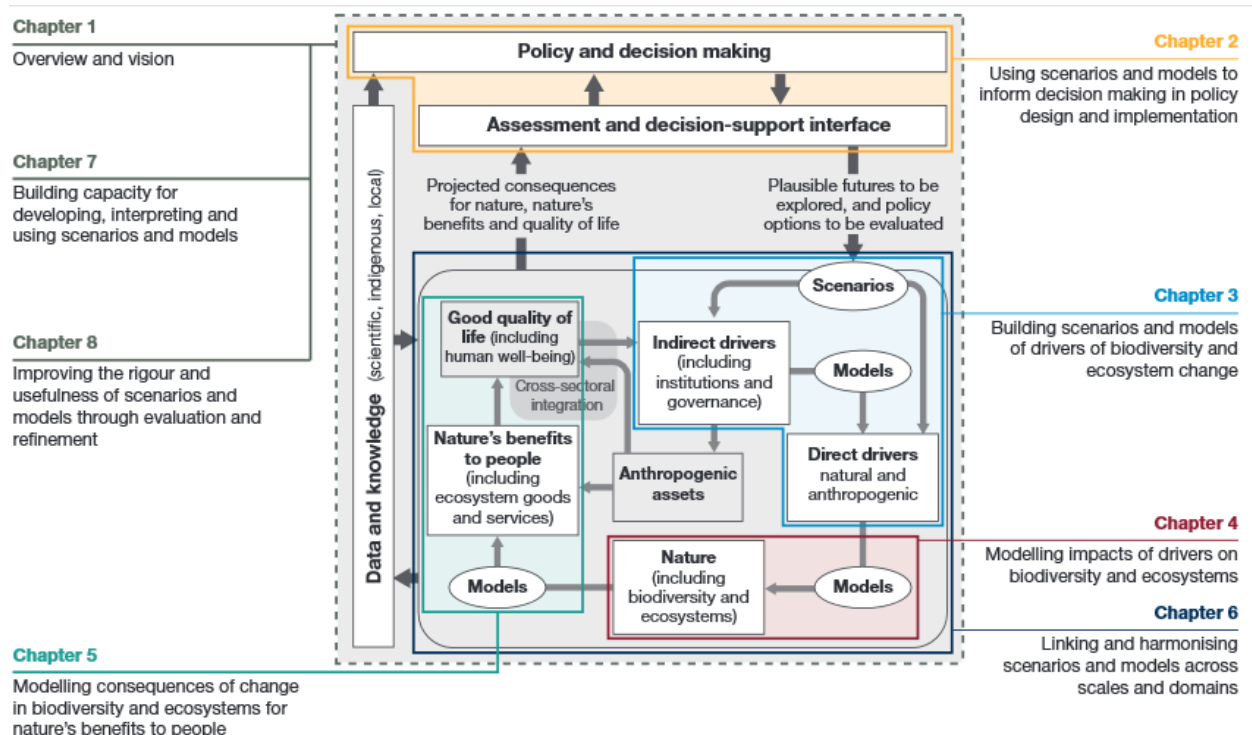 Chapter 1
Overview and vision
Chapter 7
Building capacity for
developing, interpreting and
using scenarios and models
Chapter 8
Improving the rigour and
usefulness of scenarios and
models through evaluation and
refinement
Chapter 5
Modelling consequences of change
in biodiversity and ecosystems for
nature's benefits to people
Data and knowledge (scientific, indigenous, local)
Policy and decision making
Assessment and decision-support interface
Projected consequences
for nature, nature's
benefits and quality of life
Plausible futures to be
explored, and policy
options to be evaluated
Scenarios
Good quality of
life (including
human well-being)
Cross-sectoral
integration
Indirect drivers
(including
institutions and
governance)
Models
Nature's benefits
to people
(including
ecosystem goods
and services)
Anthropogenic
assets
Direct drivers
natural and
anthropogenic
Models
Nature
(including
biodiversity and
ecosystems)
Models
Chapter 2
Using scenarios and models to
inform decision making in policy
design and implementation
Chapter 3
Building scenarios and models
of drivers of biodiversity and
ecosystem change
Chapter 4
Modelling impacts of drivers on
biodiversity and ecosystems
Chapter 6
Linking and harmonising
scenarios and models across
scales and domains